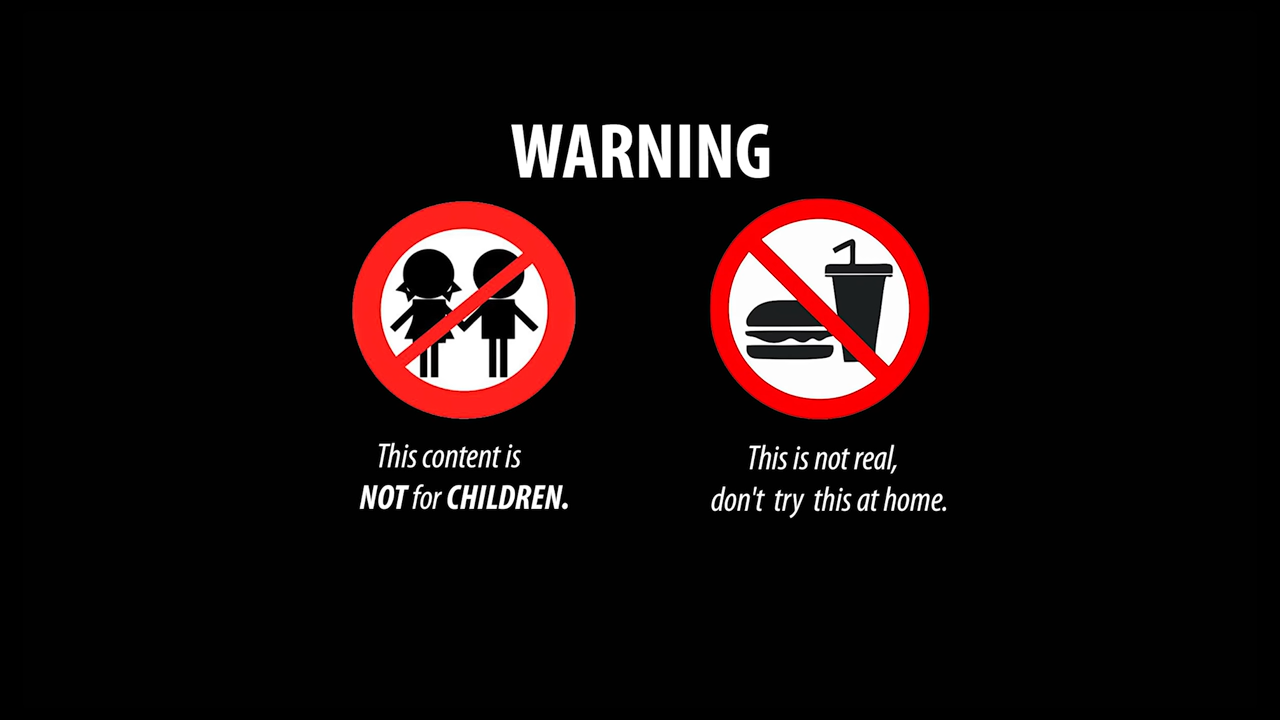 WARNING
This content is
NOT for CHILDREN.
This is not real,
don't try this at home.